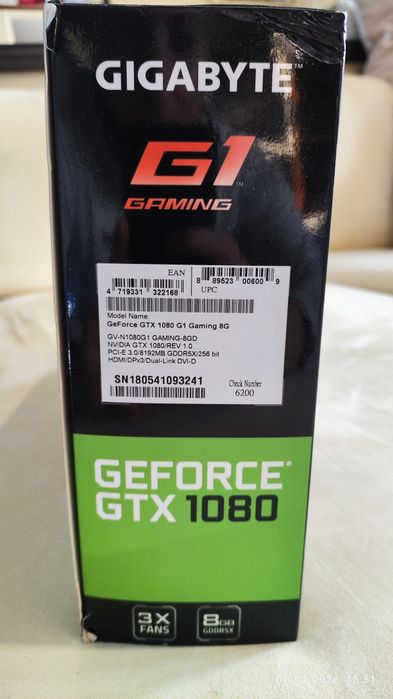 GIGABYTE™
G1™
GAMING
EAN
4 719331 322168
8 89523 00600 9
UPC
Model Name:
GeForce GTX 1080 G1 Gaming 8G
GV-N1080G1 GAMING-8GD
NVIDIA GTX 1080/REV 1.0
PCI-E 3.0/8192MB GDDR5X/256 bit
HDMI/DPx3/Dual-Link DVI-D
SN180541093241
Check Number
6200
GEFORCE®
GTX 1080
3X
FANS
8GB
GDDR5X